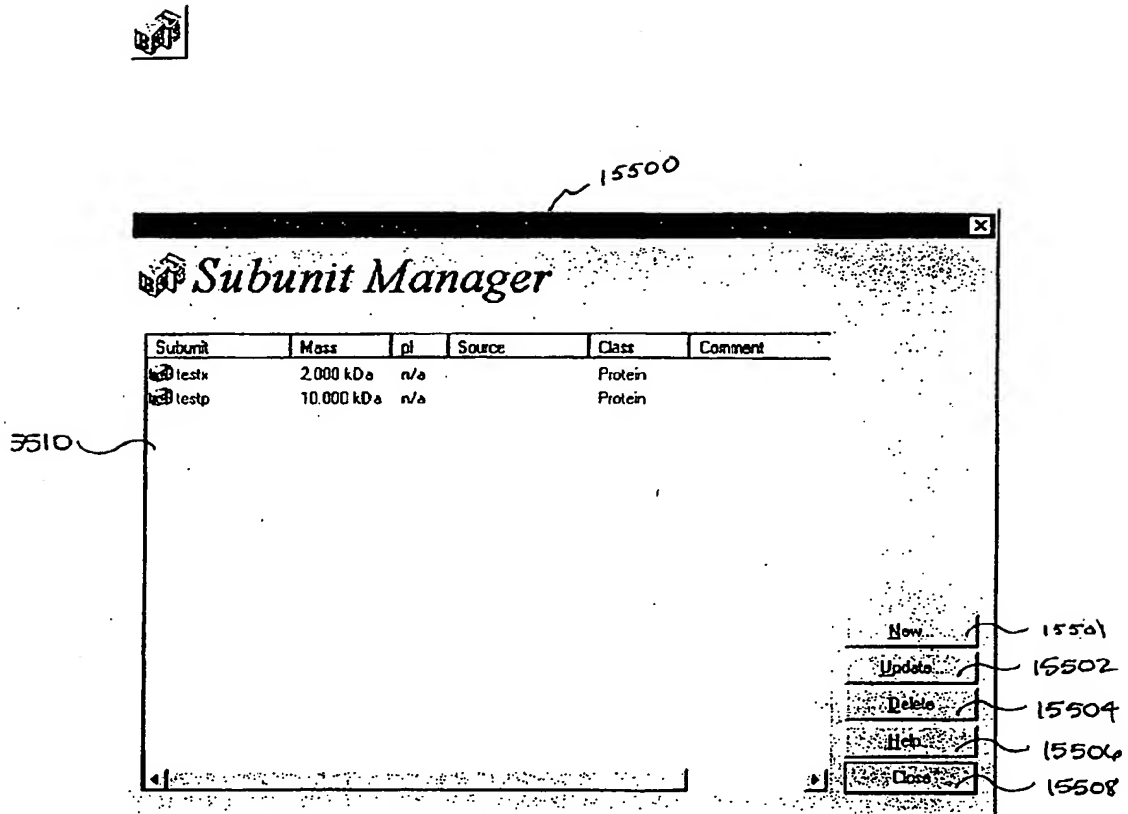 15500
Subunit Manager
Subunit Mass pI Source Class Comment
testx 2.000 kDa n/a Protein
testp 10.000 kDa n/a Protein
3510
New... 15501
Update... 15502
Delete 15504
Help... 15506
Close 15508